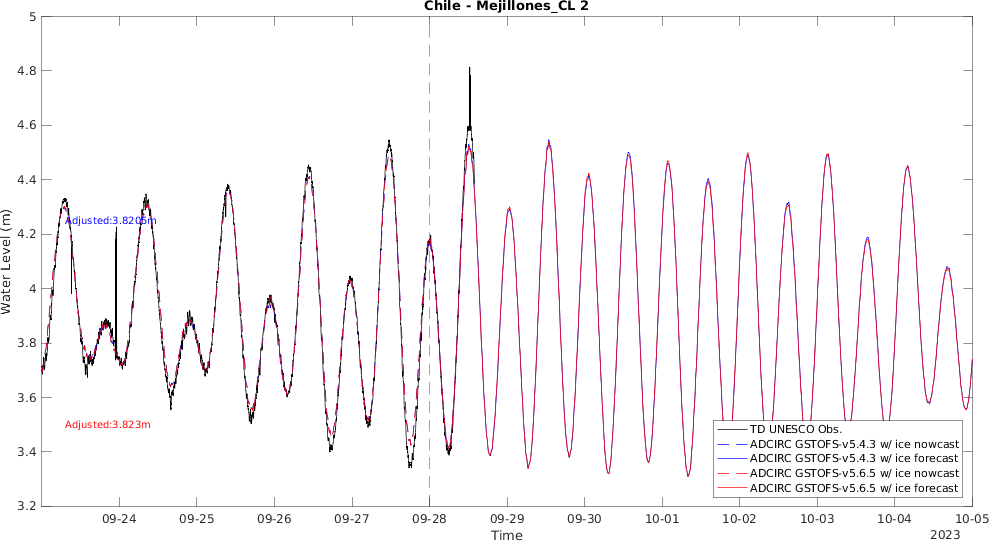 Chile - Mejillones_CL 2
5
4.8
4.6
4.4
4.2
4
3.8
3.6
3.4
3.2
Water Level (m)
Adjusted:3.8205m
Adjusted:3.823m
TD UNESCO Obs.
ADCIRC GSTOFS-v5.4.3 w/ ice nowcast
ADCIRC GSTOFS-v5.4.3 w/ ice forecast
ADCIRC GSTOFS-v5.6.5 w/ ice nowcast
ADCIRC GSTOFS-v5.6.5 w/ ice forecast
09-24 09-25 09-26 09-27 09-28 09-29 09-30 10-01 10-02 10-03 10-04 10-05
Time
2023